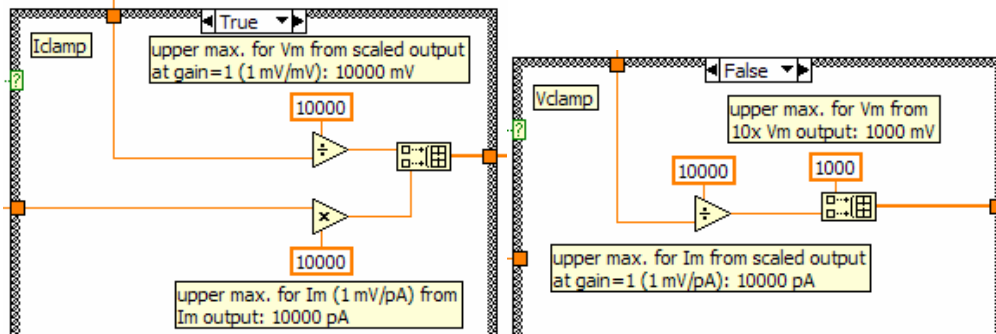 True
Iclamp
upper max. for Vm from scaled output
at gain=1 (1 mV/mV): 10000 mV
?
10000
÷
×
10000
upper max. for Im (1 mV/pA) from
Im output: 10000 pA
False
Vclamp
upper max. for Vm from
10x Vm output: 1000 mV
?
10000
1000
÷
upper max. for Im from scaled output
at gain=1 (1 mV/pA): 10000 pA